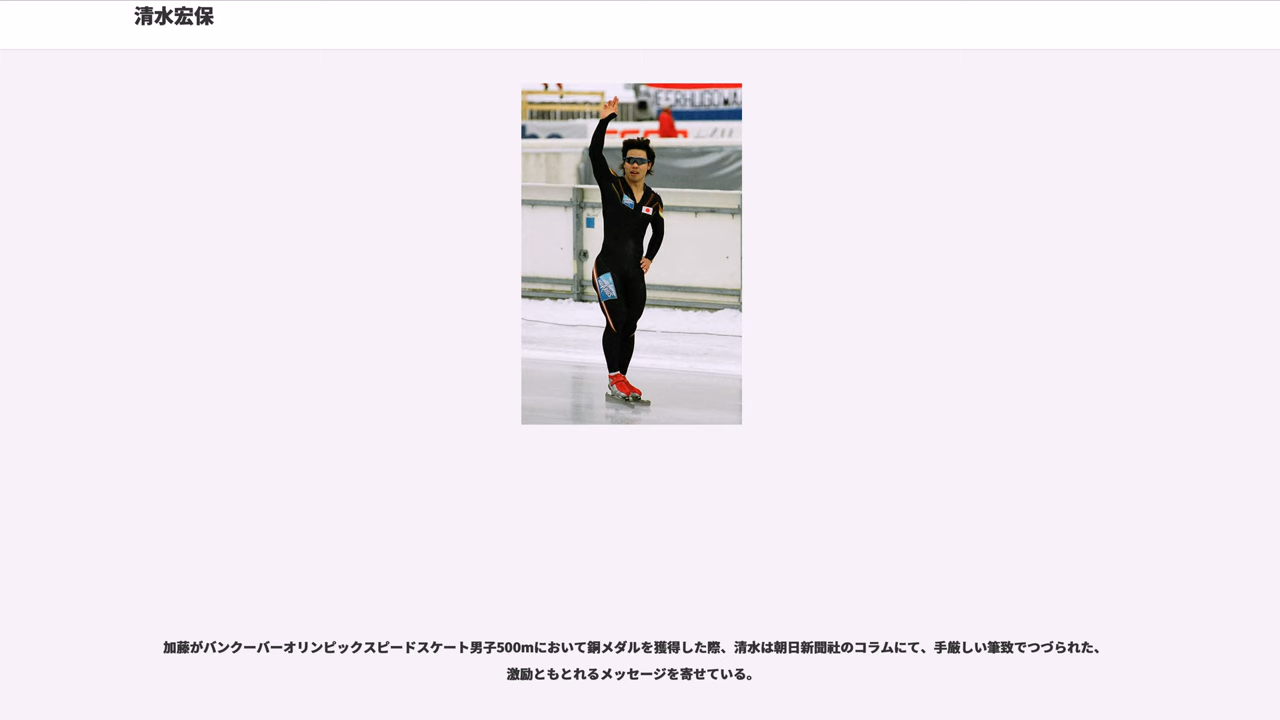 清水宏保
加藤がバンクーバーオリンピックスピードスケート男子500mにおいて銅メダルを獲得した際、清水は朝日新聞社のコラムにて、手厳しい筆致でつづられた、
激励ともとれるメッセージを寄せている。